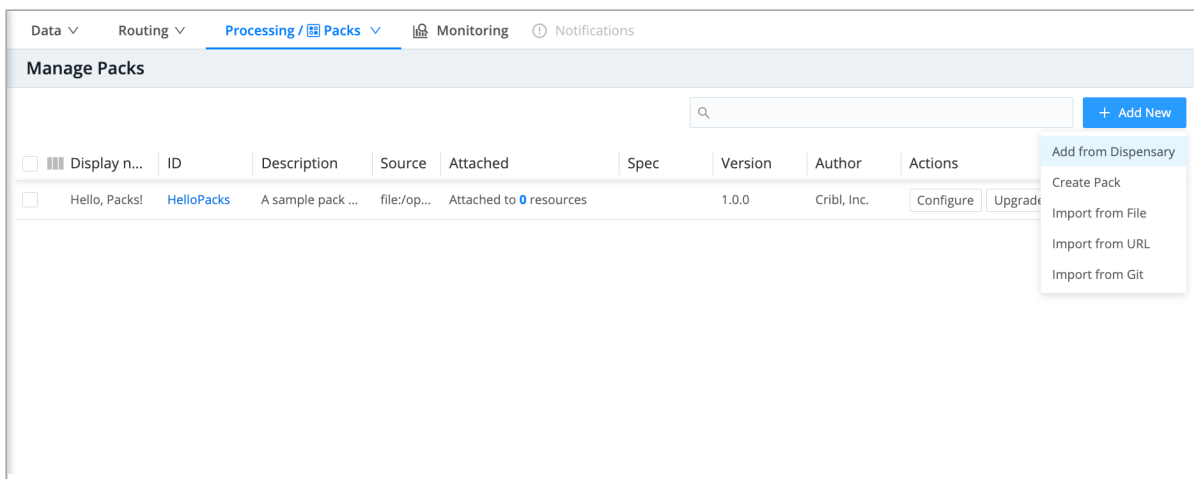 Data Routing Processing / Packs Monitoring Notifications
Manage Packs
+ Add New
Display n... ID Description Source Attached Spec Version Author Actions
Hello, Packs! HelloPacks A sample pack ... file:/op... Attached to 0 resources 1.0.0 Cribl, Inc. Configure Upgrade
Add from Dispensary
Create Pack
Import from File
Import from URL
Import from Git